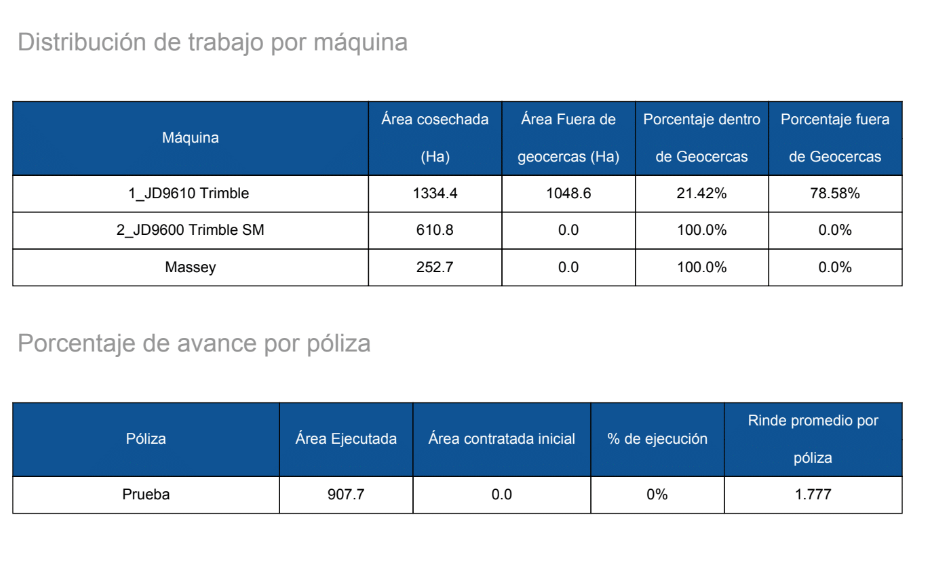 Distribución de trabajo por máquina
Máquina
Área cosechada
(Ha)
Área Fuera de
geocercas (Ha)
Porcentaje dentro
de Geocercas
Porcentaje fuera
de Geocercas
1_JD9610 Trimble 1334.4 1048.6 21.42% 78.58%
2_JD9600 Trimble SM 610.8 0.0 100.0% 0.0%
Massey 252.7 0.0 100.0% 0.0%
Porcentaje de avance por póliza
Póliza
Área Ejecutada
Área contratada inicial
% de ejecución
Rinde promedio por
póliza
Prueba 907.7 0.0 0% 1.777